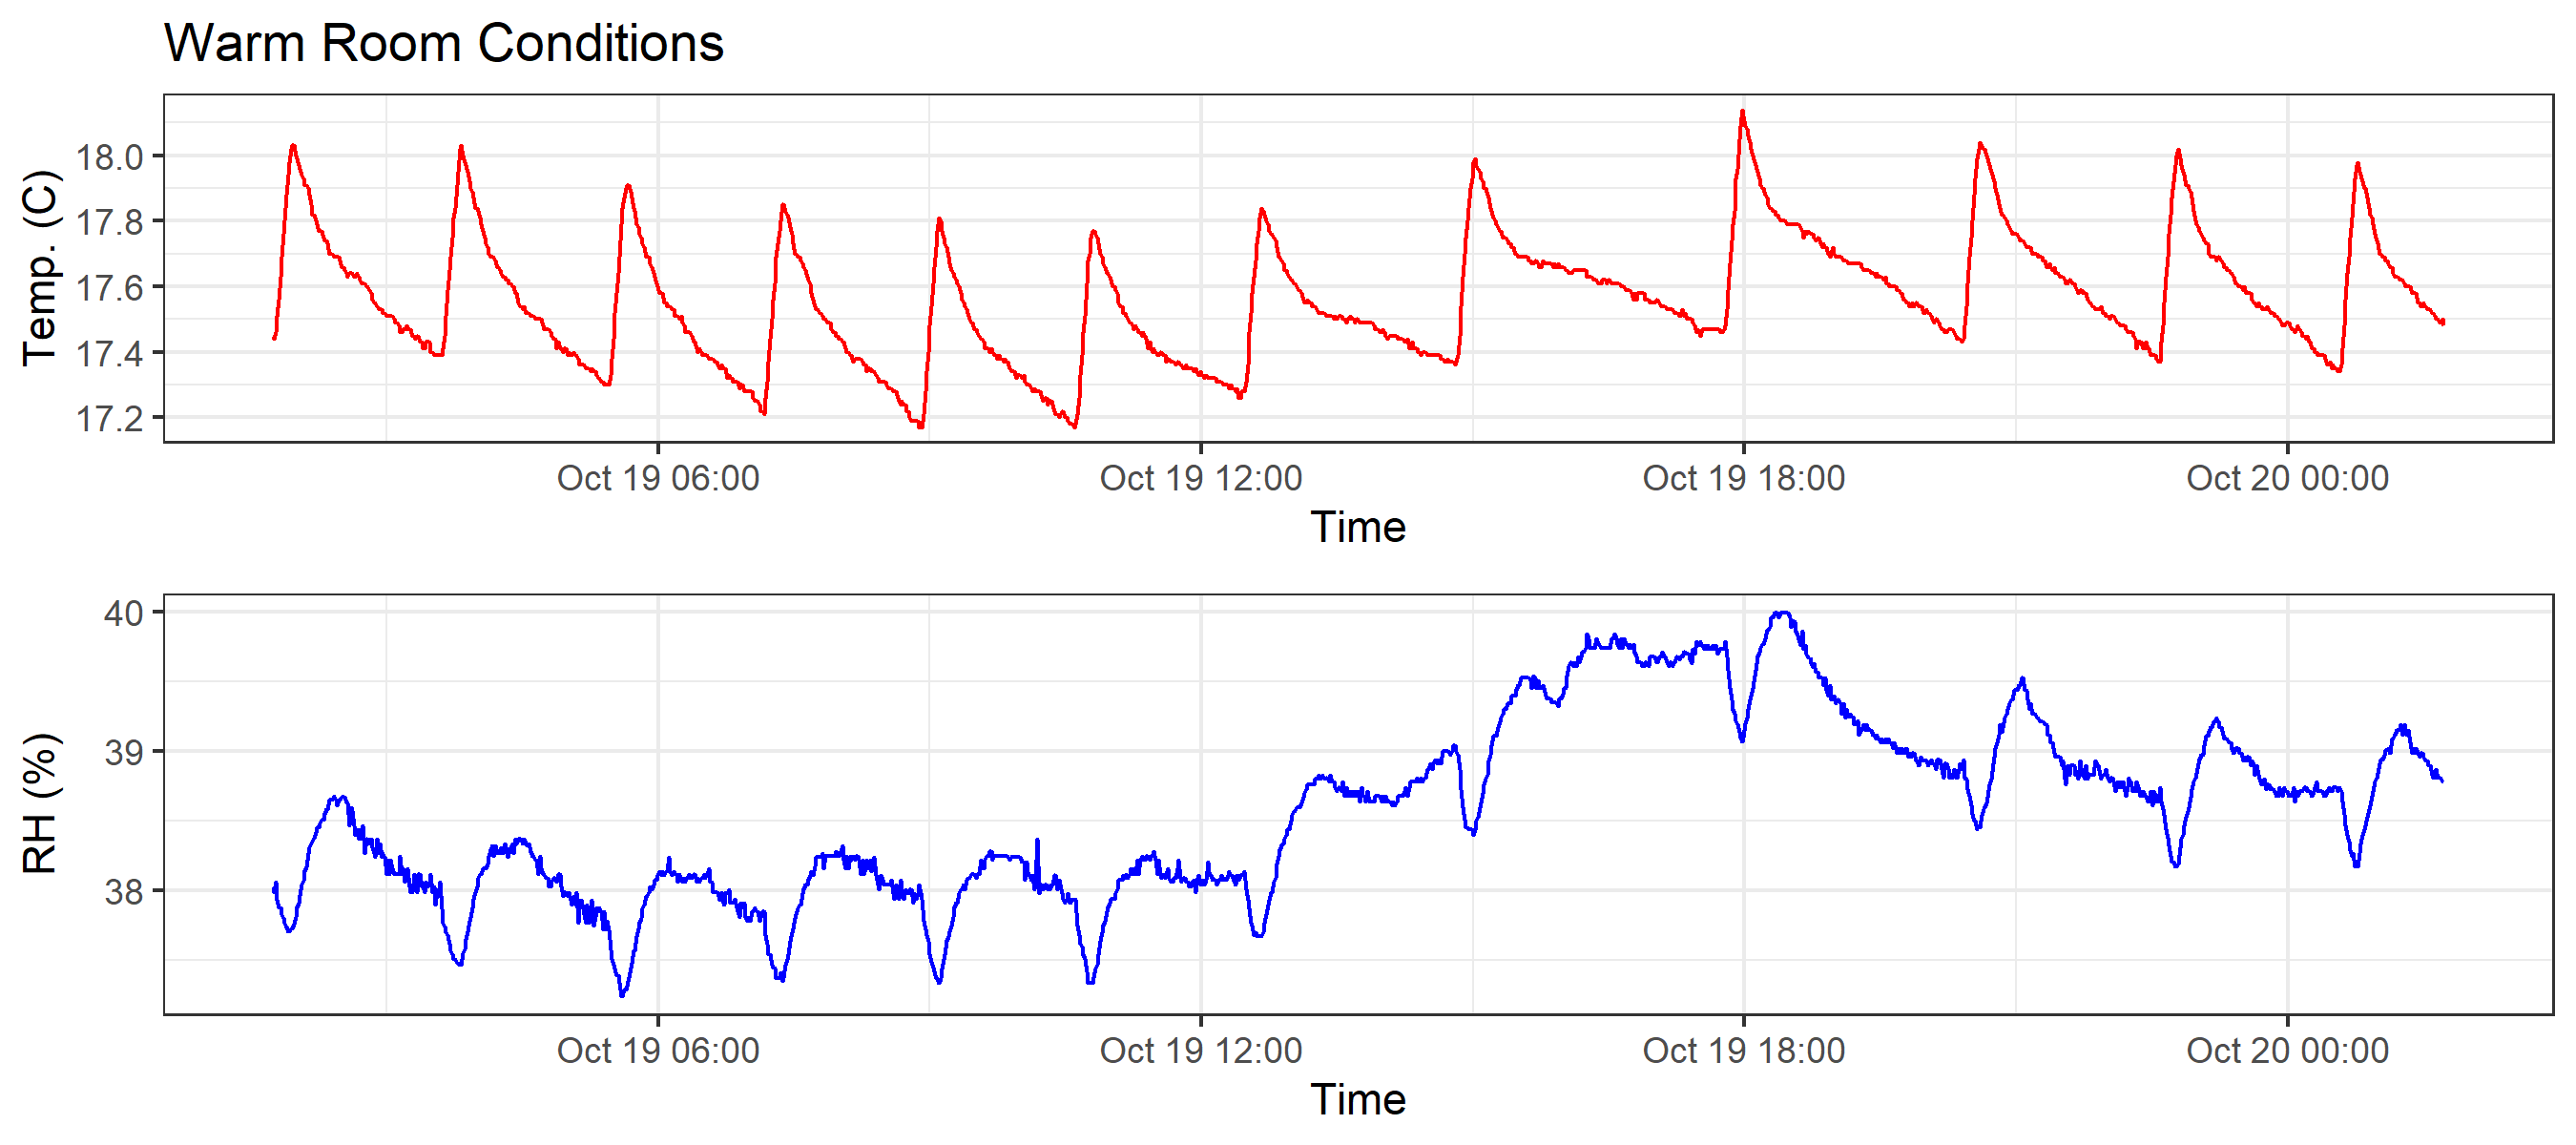 Warm Room Conditions
Temp. (C)
18.0
17.8
17.6
17.4
17.2
Oct 19 06:00 Oct 19 12:00 Oct 19 18:00 Oct 20 00:00
Time
RH (%)
40
39
38
Oct 19 06:00 Oct 19 12:00 Oct 19 18:00 Oct 20 00:00
Time